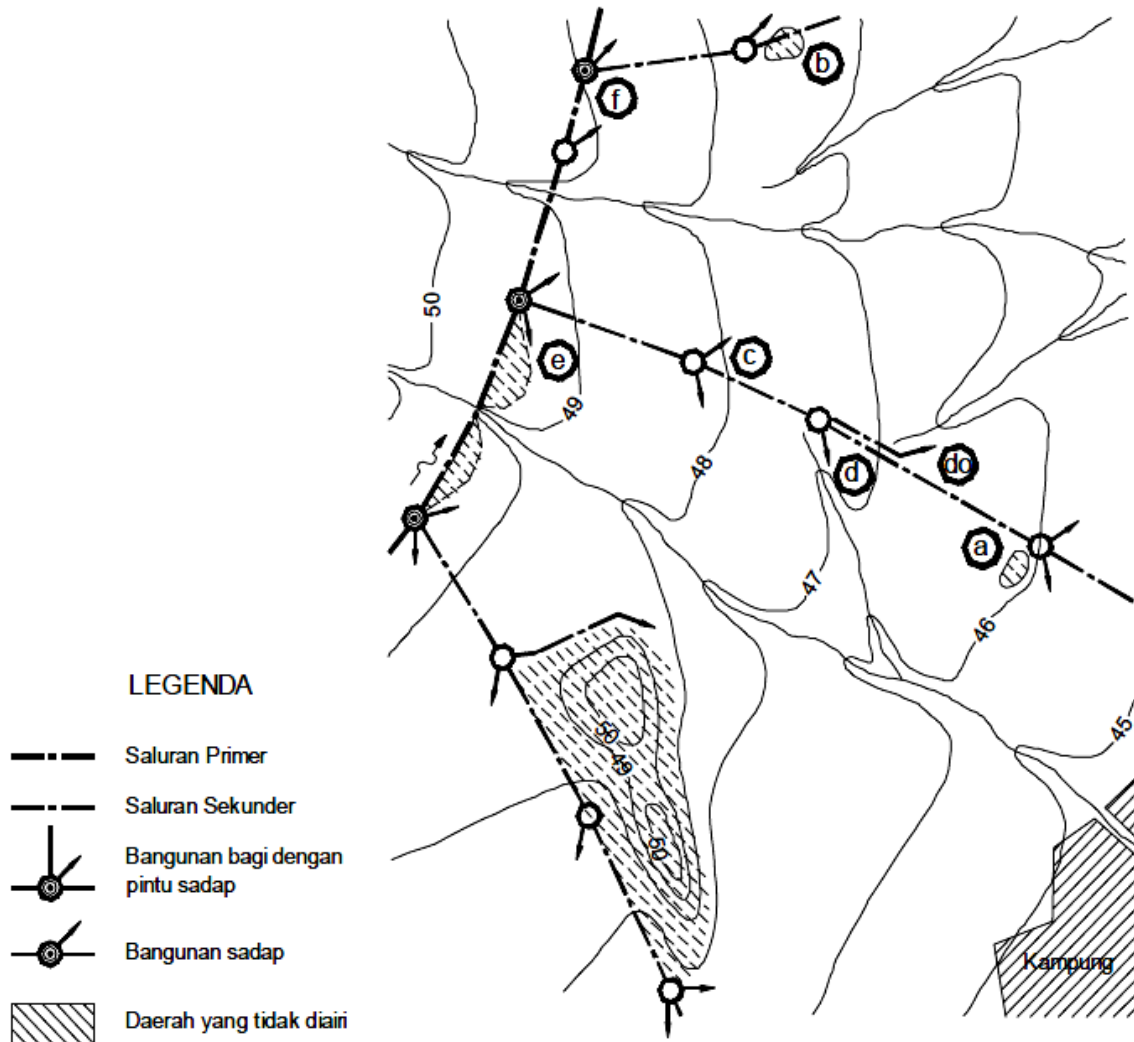 b
f
50
e
c
49
48
d
do
47
a
46
50
49
50
45
Kampung
LEGENDA
Saluran Primer
Saluran Sekunder
Bangunan bagi dengan
pintu sadap
Bangunan sadap
Daerah yang tidak diairi